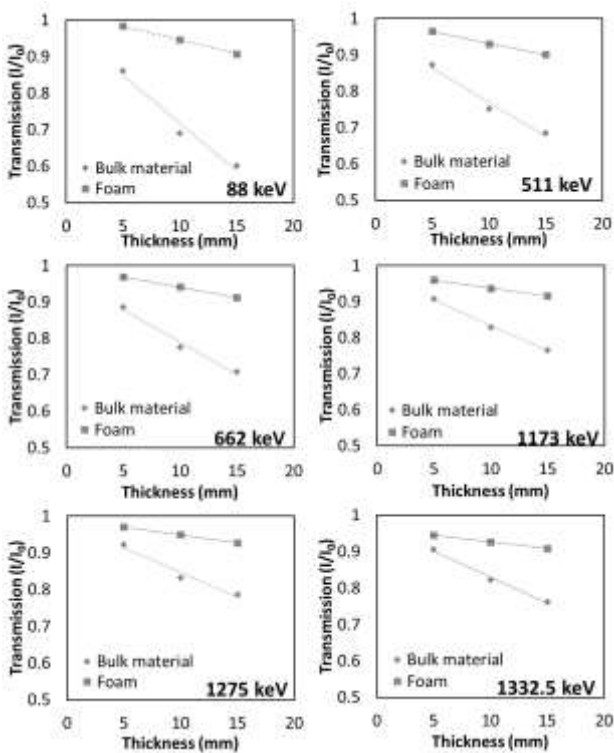 Transmission (I/I₀)
1
0.9
0.8
0.7
0.6
0.5
Bulk material
Foam
88 keV
0 5 10 15 20
Thickness (mm)
Transmission (I/I₀)
1
0.9
0.8
0.7
0.6
0.5
Bulk material
Foam
511 keV
0 5 10 15 20
Thickness (mm)
Transmission (I/I₀)
1
0.9
0.8
0.7
0.6
0.5
Bulk material
Foam
662 keV
0 5 10 15 20
Thickness (mm)
Transmission (I/I₀)
1
0.9
0.8
0.7
0.6
0.5
Bulk material
Foam
1173 keV
0 5 10 15 20
Thickness (mm)
Transmission (I/I₀)
1
0.9
0.8
0.7
0.6
0.5
Bulk material
Foam
1275 keV
0 5 10 15 20
Thickness (mm)
Transmission (I/I₀)
1
0.9
0.8
0.7
0.6
0.5
Bulk material
Foam
1332.5 keV
0 5 10 15 20
Thickness (mm)